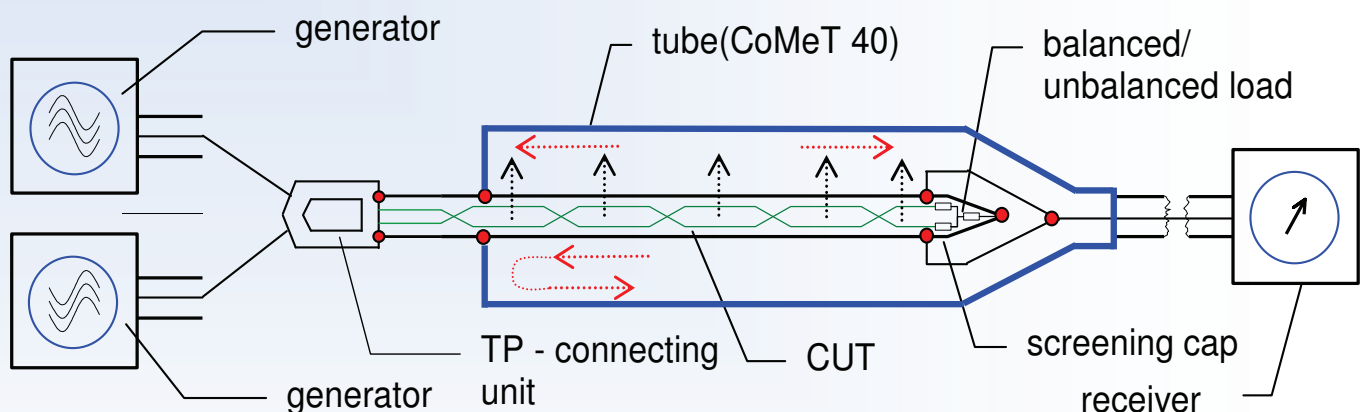 generator
tube(CoMeT 40)
balanced/
unbalanced load
TP - connecting
unit
CUT
screening cap
generator
receiver